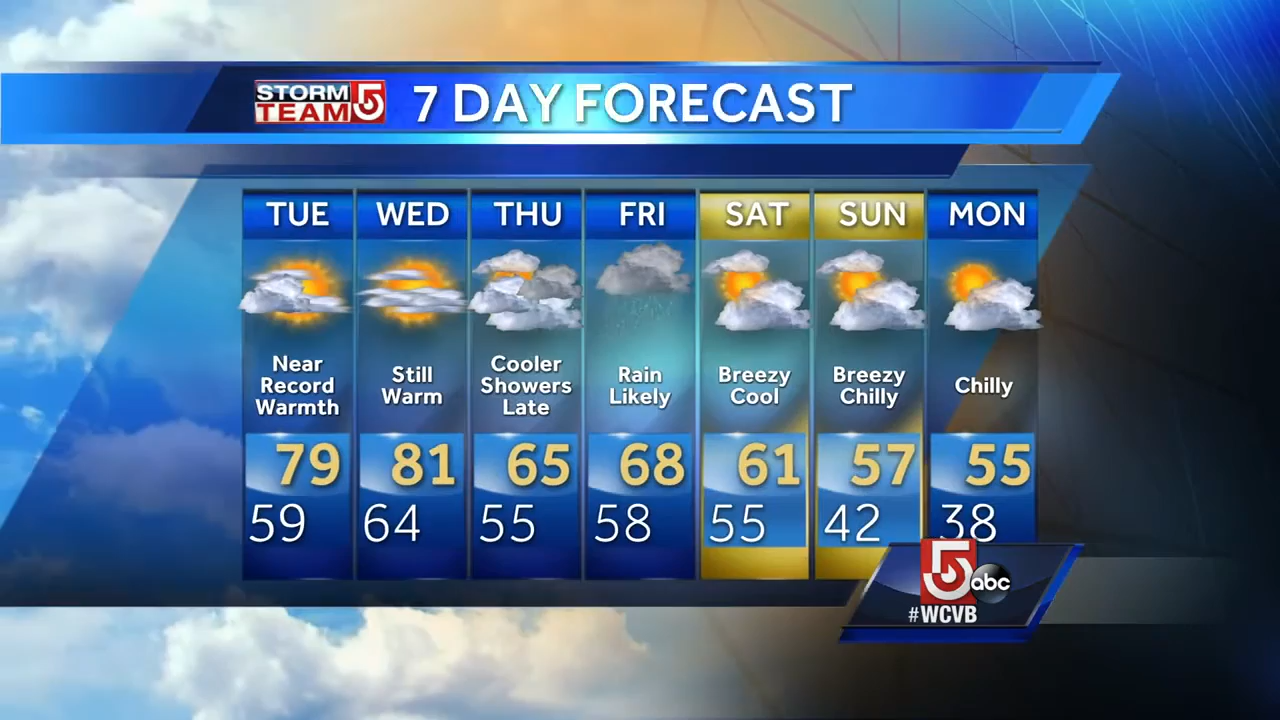 STORM
TEAM 5
7 DAY FORECAST
TUE WED THU FRI SAT SUN MON
Near
Record
Warmth
Still
Warm
Cooler
Showers
Late
Rain
Likely
Breezy
Cool
Breezy
Chilly
Chilly
79 81 65 68 61 57 55
59 64 55 58 55 42 38
5 abc
#WCVB